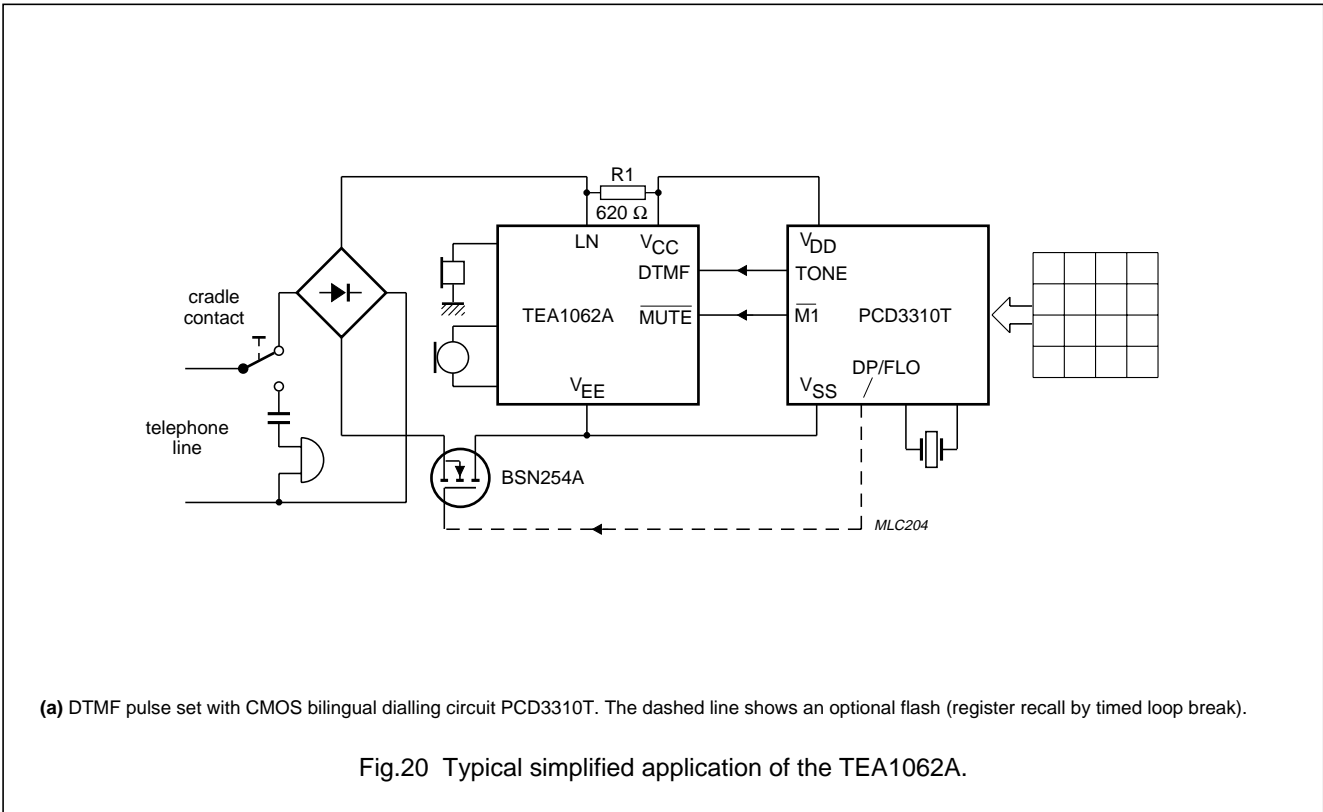 R1
620 Ω
LN
VCC
VDD
DTMF
TONE
cradle
contact
TEA1062A
MUTE
M1
PCD3310T
DP/FLO
VEE
VSS
telephone
line
BSN254A
MLC204
(a) DTMF pulse set with CMOS bilingual dialling circuit PCD3310T. The dashed line shows an optional flash (register recall by timed loop break).
Fig.20 Typical simplified application of the TEA1062A.